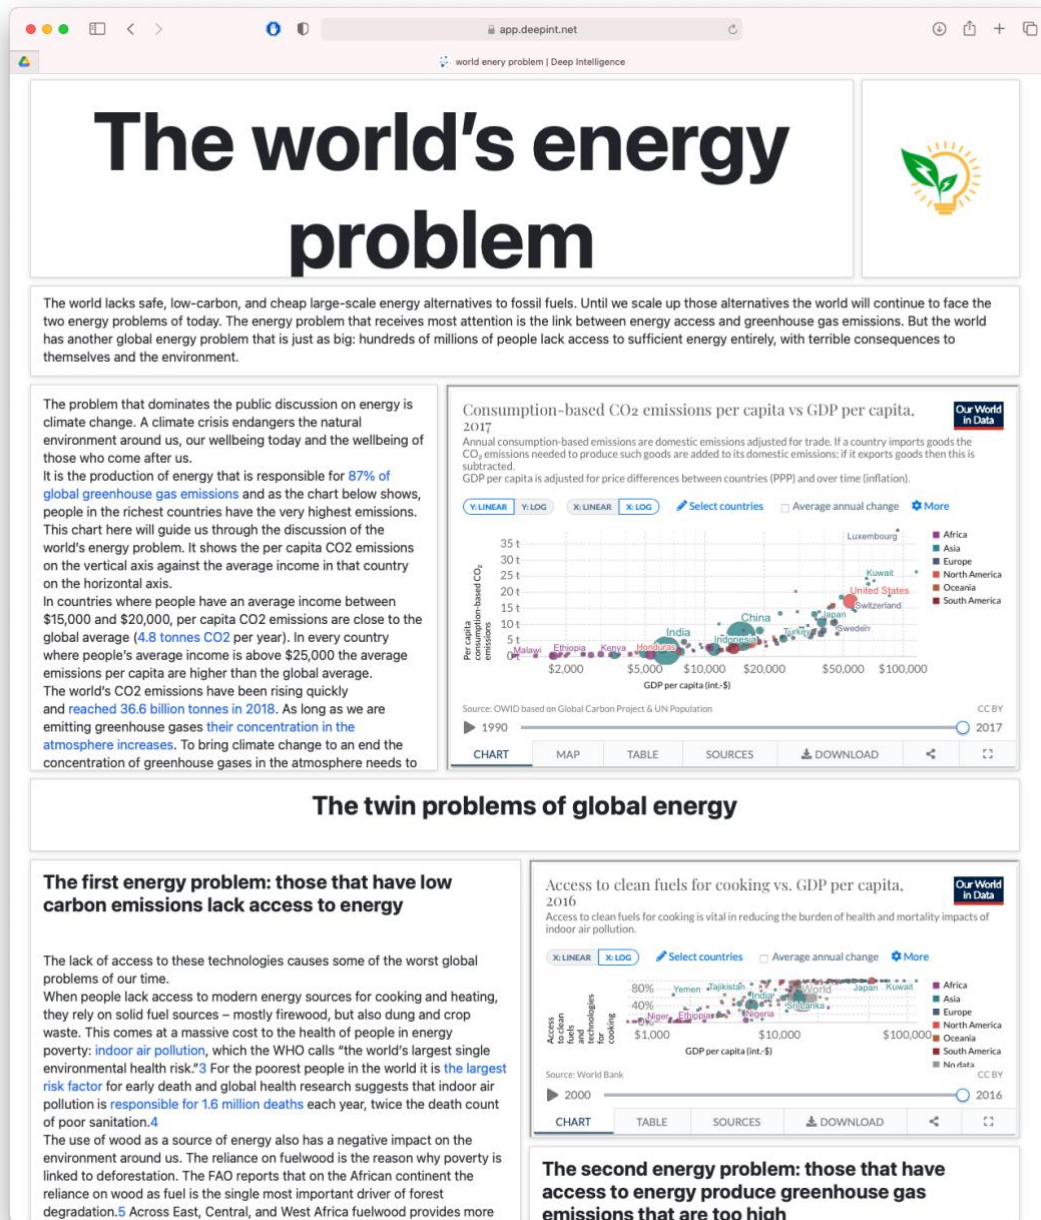 app.deepint.net
world enery problem | Deep Intelligence
The world's energy
problem
The world lacks safe, low-carbon, and cheap large-scale energy alternatives to fossil fuels. Until we scale up those alternatives the world will continue to face the
two energy problems of today. The energy problem that receives most attention is the link between energy access and greenhouse gas emissions. But the world
has another global energy problem that is just as big: hundreds of millions of people lack access to sufficient energy entirely, with terrible consequences to
themselves and the environment.
The problem that dominates the public discussion on energy is
climate change. A climate crisis endangers the natural
environment around us, our wellbeing today and the wellbeing of
those who come after us.
It is the production of energy that is responsible for 87% of
global greenhouse gas emissions and as the chart below shows,
people in the richest countries have the very highest emissions.
This chart here will guide us through the discussion of the
world's energy problem. It shows the per capita CO2 emissions
on the vertical axis against the average income in that country
on the horizontal axis.
In countries where people have an average income between
$15,000 and $20,000, per capita CO2 emissions are close to the
global average (4.8 tonnes CO2 per year). In every country
where people's average income is above $25,000 the average
emissions per capita are higher than the global average.
The world's CO2 emissions have been rising quickly
and reached 36.6 billion tonnes in 2018. As long as we are
emitting greenhouse gases their concentration in the
atmosphere increases. To bring climate change to an end the
concentration of greenhouse gases in the atmosphere needs to
Consumption-based CO2 emissions per capita vs GDP per capita,
2017
Our World
in Data
Annual consumption-based emissions are domestic emissions adjusted for trade. If a country imports goods the
CO₂ emissions needed to produce such goods are added to its domestic emissions; if it exports goods then this is
subtracted.
GDP per capita is adjusted for price differences between countries (PPP) and over time (inflation).
Y: LINEAR Y: LOG X: LINEAR X: LOG Select countries Average annual change More
Per capita
consumption-based CO₂
emissions
35 t
30 t
25 t
20 t
15 t
10 t
5 t
0 t
Luxembourg
Kuwait
United States
Switzerland
China
Japan
India
Indonesia
Turkey
Sweden
Malawi
Ethiopia
Kenya
Honduras
$2,000 $5,000 $10,000 $20,000 $50,000 $100,000
GDP per capita (int.-$)
Africa
Asia
Europe
North America
Oceania
South America
Source: OWID based on Global Carbon Project & UN Population
CC BY
1990 2017
CHART MAP TABLE SOURCES DOWNLOAD
The twin problems of global energy
The first energy problem: those that have low
carbon emissions lack access to energy
The lack of access to these technologies causes some of the worst global
problems of our time.
When people lack access to modern energy sources for cooking and heating,
they rely on solid fuel sources – mostly firewood, but also dung and crop
waste. This comes at a massive cost to the health of people in energy
poverty: indoor air pollution, which the WHO calls “the world's largest single
environmental health risk.”3 For the poorest people in the world it is the largest
risk factor for early death and global health research suggests that indoor air
pollution is responsible for 1.6 million deaths each year, twice the death count
of poor sanitation.4
The use of wood as a source of energy also has a negative impact on the
environment around us. The reliance on fuelwood is the reason why poverty is
linked to deforestation. The FAO reports that on the African continent the
reliance on wood as fuel is the single most important driver of forest
degradation.5 Across East, Central, and West Africa fuelwood provides more
Access to clean fuels for cooking vs. GDP per capita,
2016
Our World
in Data
Access to clean fuels for cooking is vital in reducing the burden of health and mortality impacts of
indoor air pollution.
X: LINEAR X: LOG Select countries Average annual change More
Access
to clean
fuels
and
technologies
for
cooking
80%
40%
0%
Yemen
Tajikistan
India
World
Japan
Kuwait
Sri Lanka
Niger
Ethiopia
Nigeria
$1,000 $10,000 $100,000
GDP per capita (int.-$)
Africa
Asia
Europe
North America
Oceania
South America
No data
Source: World Bank
CC BY
2000 2016
CHART TABLE SOURCES DOWNLOAD
The second energy problem: those that have
access to energy produce greenhouse gas
emissions that are too high